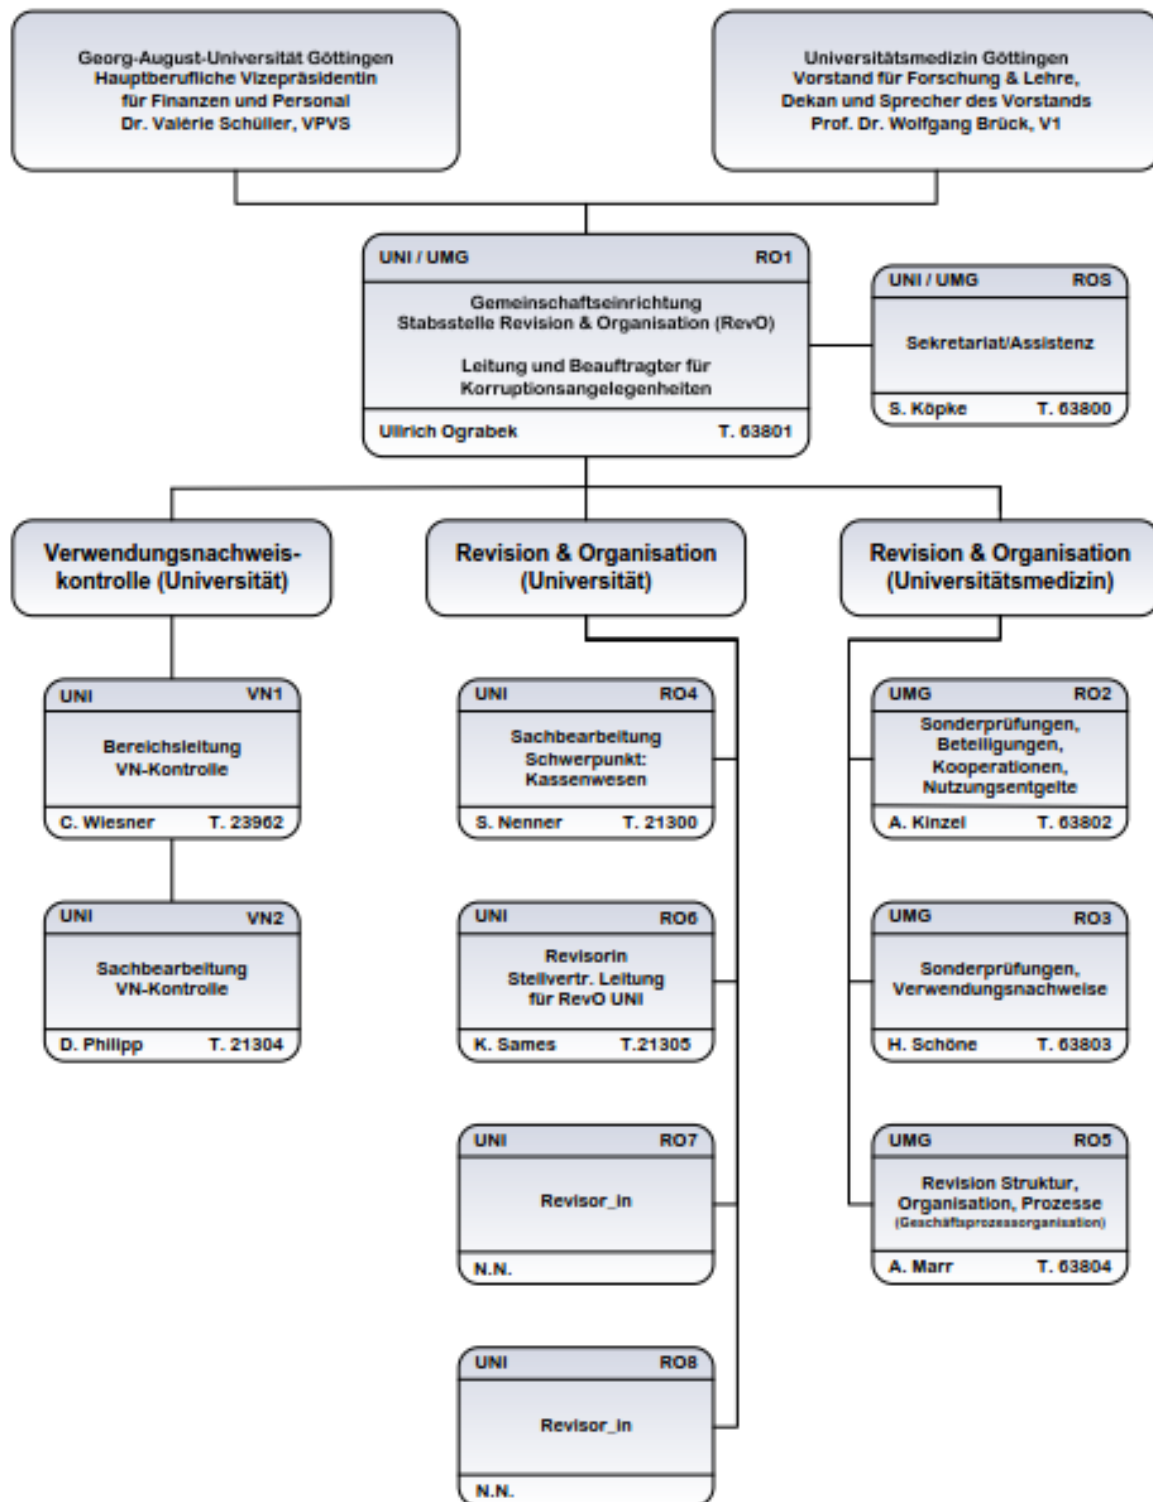 Georg-August-Universität Göttingen
Hauptberufliche Vizepräsidentin
für Finanzen und Personal
Dr. Valérie Schüller, VPVS
Universitätsmedizin Göttingen
Vorstand für Forschung & Lehre,
Dekan und Sprecher des Vorstands
Prof. Dr. Wolfgang Brück, V1
UNI / UMG RO1
Gemeinschaftseinrichtung
Stabsstelle Revision & Organisation (RevO)
Leitung und Beauftragter für
Korruptionsangelegenheiten
Ullrich Ograbek T. 63801
UNI / UMG ROS
Sekretariat/Assistenz
S. Köpke T. 63800
Verwendungsnachweis-
kontrolle (Universität)
UNI VN1
Bereichsleitung
VN-Kontrolle
C. Wiesner T. 23962
UNI VN2
Sachbearbeitung
VN-Kontrolle
D. Philipp T. 21304
Revision & Organisation
(Universität)
UNI RO4
Sachbearbeitung
Schwerpunkt:
Kassenwesen
S. Nenner T. 21300
UNI RO6
Revisorin
Stellvertr. Leitung
für RevO UNI
K. Sames T.21305
UNI RO7
Revisor_in
N.N.
UNI RO8
Revisor_in
N.N.
Revision & Organisation
(Universitätsmedizin)
UMG RO2
Sonderprüfungen,
Beteiligungen,
Kooperationen,
Nutzungsentgelte
A. Kinzel T. 63802
UMG RO3
Sonderprüfungen,
Verwendungsnachweise
H. Schöne T. 63803
UMG RO5
Revision Struktur,
Organisation, Prozesse
(Geschäftsprozessorganisation)
A. Marr T. 63804